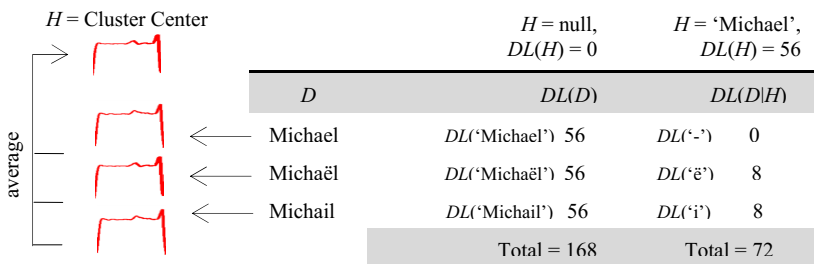 H = Cluster Center
H = null, H = ‘Michael’,
DL(H) = 0 DL(H) = 56
D DL(D) DL(D|H)
Michael DL(‘Michael’) 56 DL(‘-’) 0
Michaël DL(‘Michaël’) 56 DL(‘ë’) 8
Michail DL(‘Michail’) 56 DL(‘i’) 8
Total = 168 Total = 72
average